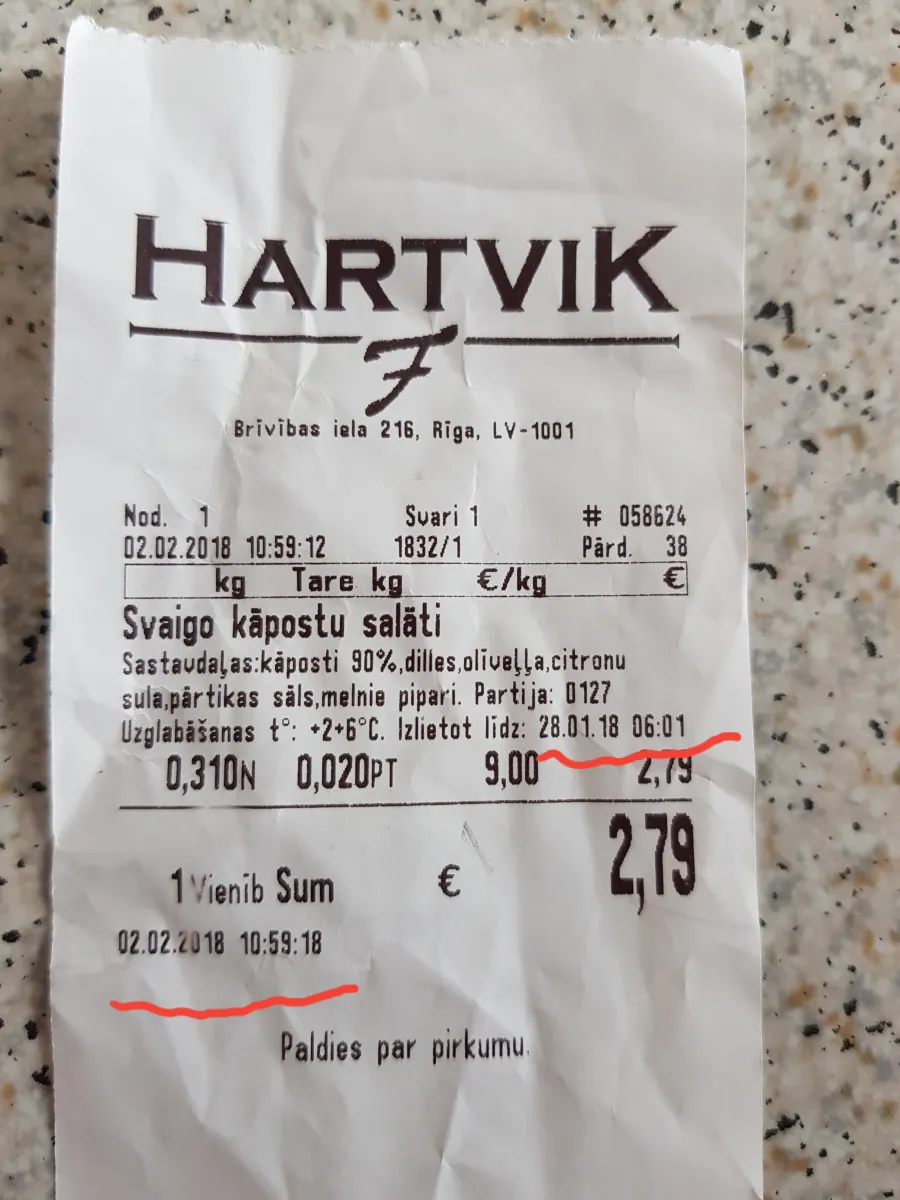 HARTVIK
F
Brīvības iela 216, Rīga, LV-1001
Nod. 1 Svari 1 # 058624
02.02.2018 10:59:12 1832/1 Pārd. 38
kg Tare kg €/kg €
Svaigo kāpostu salāti
Sastavdaļas:kāposti 90%,dilles,olīveļļa,citronu
sula,pārtikas sāls,melnie pipari. Partija: 0127
Uzglabāšanas t°: +2+6°C. Izlietot līdz: 28.01.18 06:01
0,310N 0,020PT 9,00 2,79
2,79
1 Vienīb Sum €
02.02.2018 10:59:18
Paldies par pirkumu.